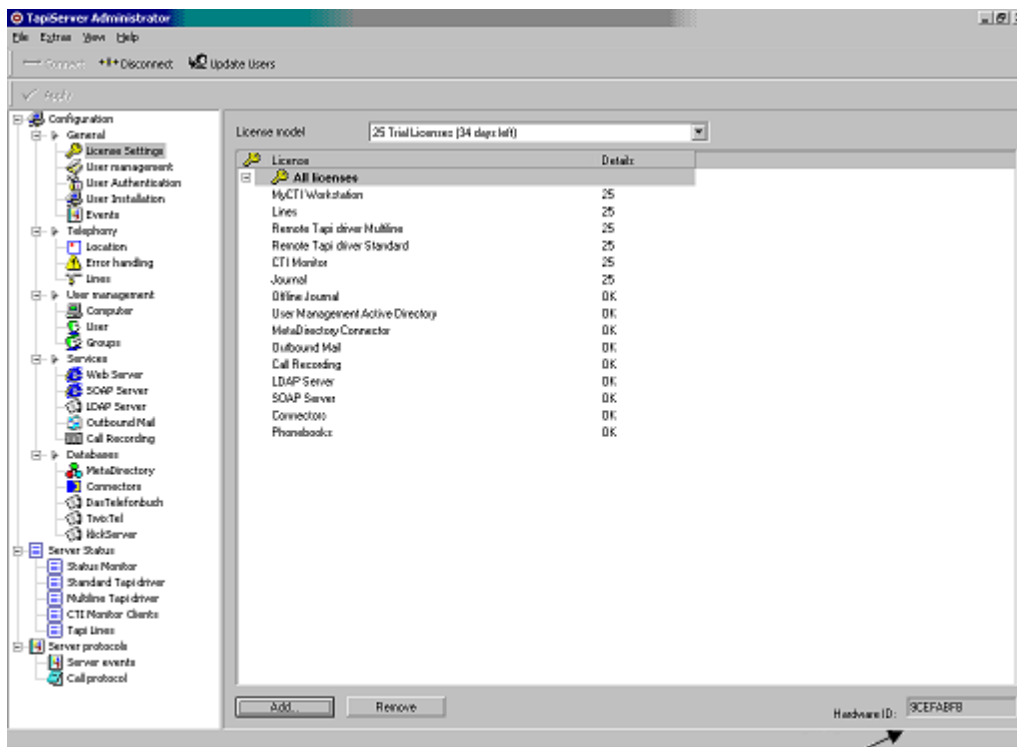 TapiServer Administrator
File Extras View Help
Connect Disconnect Update Users
Apply
Configuration
General
License Settings
User management
User Authentication
User Installation
Events
Telephony
Location
Error handling
Lines
User management
Computer
User
Groups
Services
Web Server
SOAP Server
LDAP Server
Outbound Mail
Call Recording
Databases
MetaDirectory
Connectors
DasTelefonbuch
TwixTel
KlickServer
Server Status
Status Monitor
Standard Tapi driver
Multiline Tapi driver
CTI Monitor Clients
Tapi Lines
Server protocols
Server events
Call protocol
License model 25 Trial Licenses (34 days left)
License Details
All licenses
MyCTI Workstation 25
Lines 25
Remote Tapi driver Multiline 25
Remote Tapi driver Standard 25
CTI Monitor 25
Journal 25
Offline Journal OK
User Management Active Directory OK
MetaDirectory Connector OK
Outbound Mail OK
Call Recording OK
LDAP Server OK
SOAP Server OK
Connectors OK
Phonebooks OK
Add... Remove
Hardware ID: 9CEFABF8